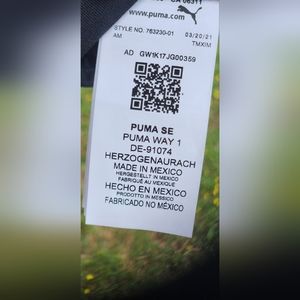 www.puma.com
STYLE NO. 763230-01 03/20/21
AM TMXIM
AD GW1K17JG00359
PUMA SE
PUMA WAY 1
DE-91074
HERZOGENAURACH
MADE IN MEXICO
HERGESTELLT IN MEXICO
FABRIQUÉ AU MEXIQUE
HECHO EN MÉXICO
PRODOTTO IN MESSICO
FABRICADO NO MÉXICO